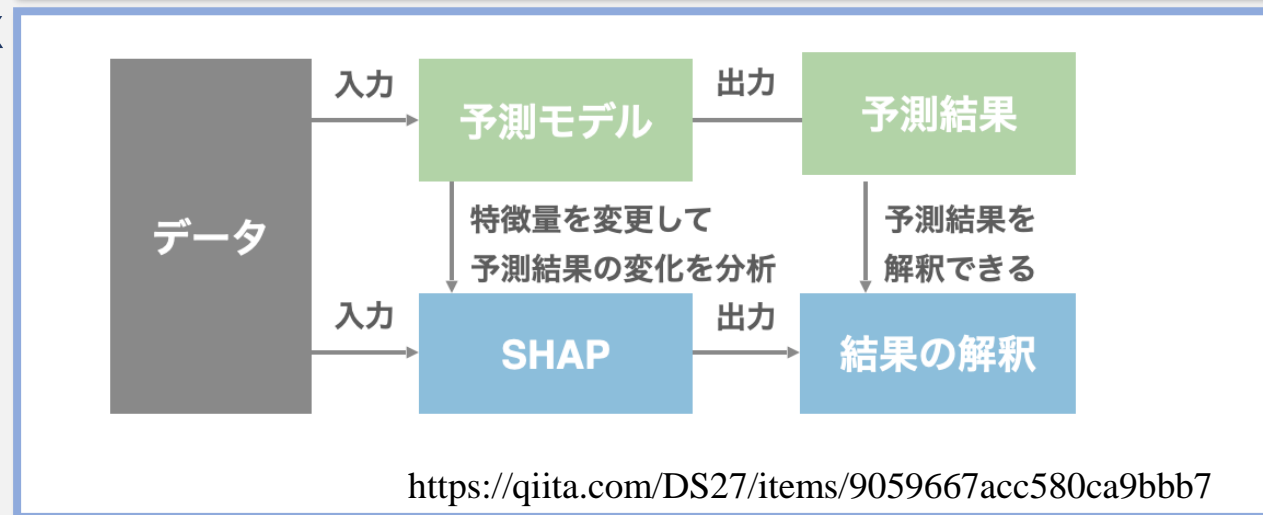 入力
出力
予測モデル
予測結果
データ
特徴量を変更して
予測結果の変化を分析
予測結果を
解釈できる
入力
出力
SHAP
結果の解釈
https://qiita.com/DS27/items/9059667acc580ca9bbb7